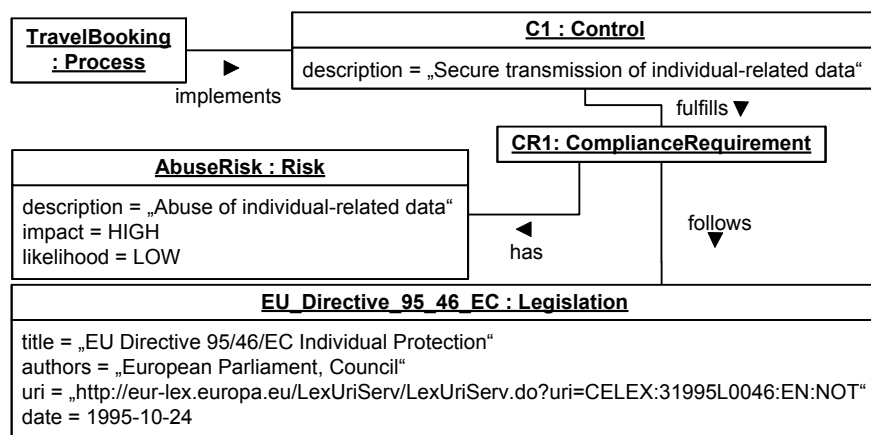 TravelBooking
: Process
implements
C1 : Control
description = „Secure transmission of individual-related data“
fulfills
CR1: ComplianceRequirement
AbuseRisk : Risk
description = „Abuse of individual-related data“
impact = HIGH
likelihood = LOW
has
follows
EU_Directive_95_46_EC : Legislation
title = „EU Directive 95/46/EC Individual Protection“
authors = „European Parliament, Council“
uri = „http://eur-lex.europa.eu/LexUriServ/LexUriServ.do?uri=CELEX:31995L0046:EN:NOT“
date = 1995-10-24